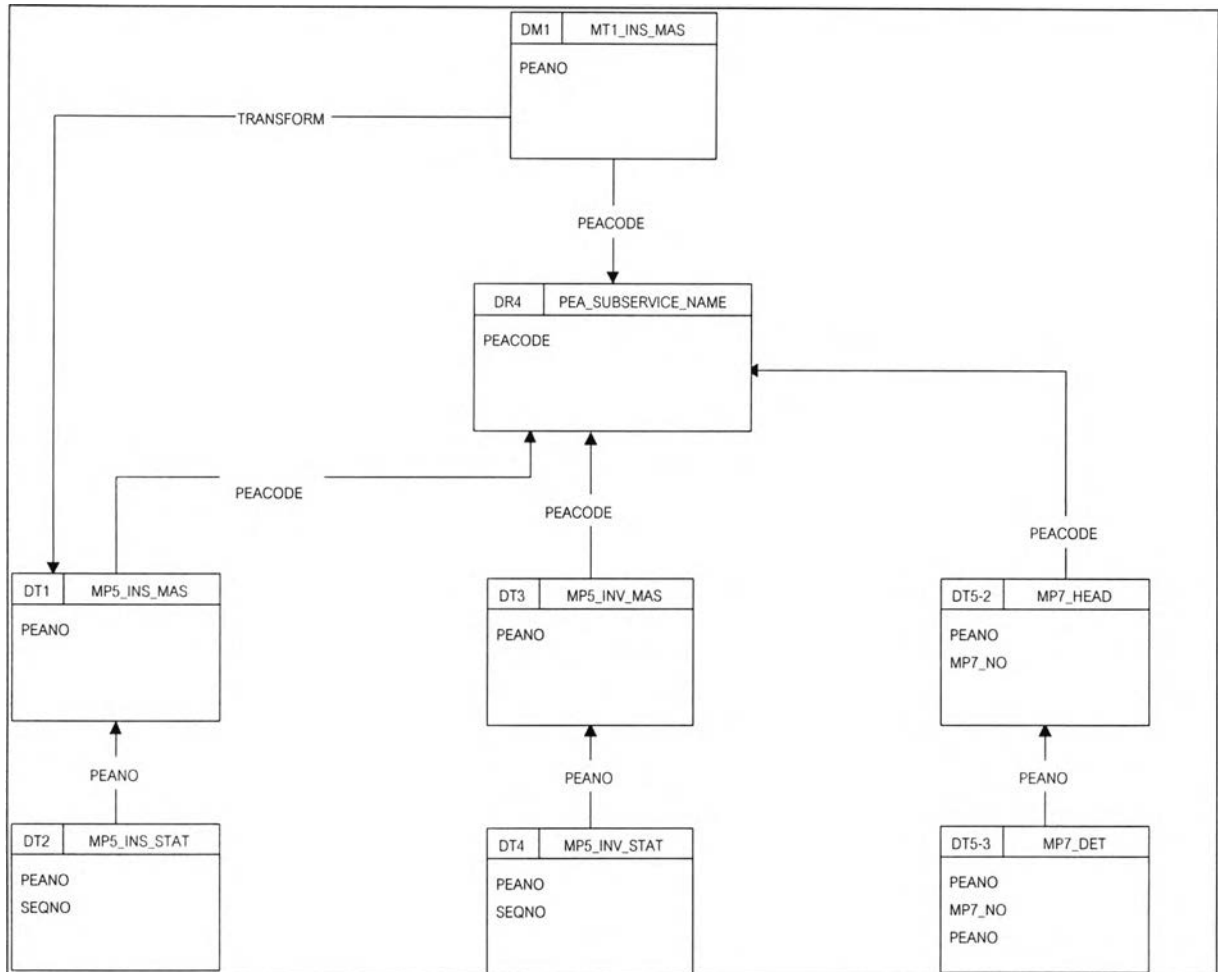 DM1 MT1_INS_MAS
PEANO
TRANSFORM
PEACODE
DR4 PEA_SUBSERVICE_NAME
PEACODE
PEACODE
PEACODE
PEACODE
DT1 MP5_INS_MAS
PEANO
DT3 MP5_INV_MAS
PEANO
DT5-2 MP7_HEAD
PEANO
MP7_NO
PEANO
PEANO
PEANO
DT2 MP5_INS_STAT
PEANO
SEQNO
DT4 MP5_INV_STAT
PEANO
SEQNO
DT5-3 MP7_DET
PEANO
MP7_NO
PEANO